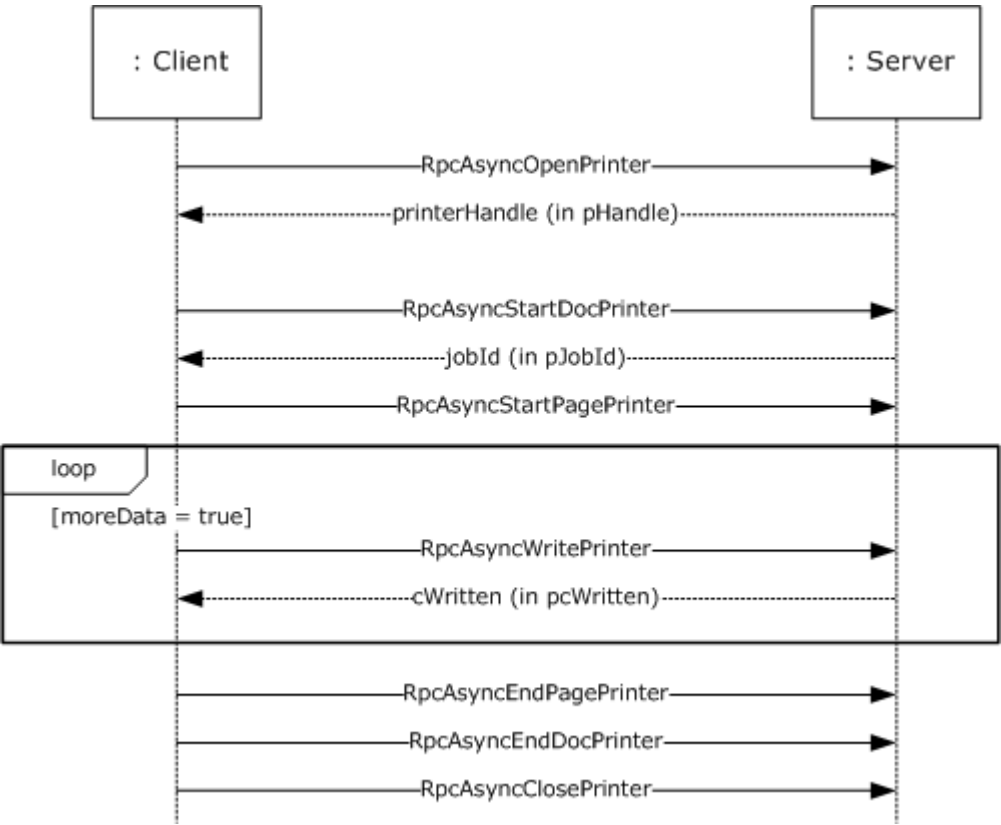 : Client
: Server
RpcAsyncOpenPrinter
printerHandle (in pHandle)
RpcAsyncStartDocPrinter
jobId (in pJobId)
RpcAsyncStartPagePrinter
loop
[moreData = true]
RpcAsyncWritePrinter
cWritten (in pcWritten)
RpcAsyncEndPagePrinter
RpcAsyncEndDocPrinter
RpcAsyncClosePrinter